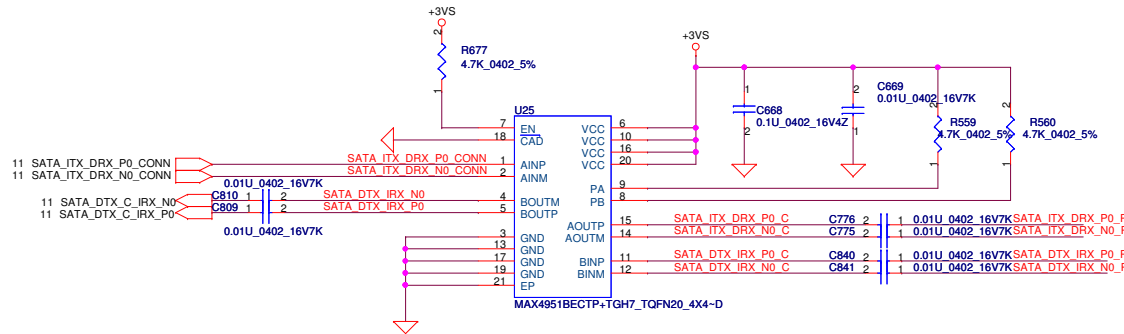 +3VS
2
R677
4.7K_0402_5%
1
+3VS
1
C668
0.1U_0402_16V4Z
2
2
C669
0.01U_0402_16V7K
1
2
R559
4.7K_0402_5%
1
2
R560
4.7K_0402_5%
1
U25
7 EN
18 CAD
1 AINP
2 AINM
4 BOUTM
5 BOUTP
3 GND
13 GND
17 GND
19 GND
21 EP
VCC 6
VCC 10
VCC 16
VCC 20
PA 9
PB 8
AOUTP 15
AOUTM 14
BINP 11
BINM 12
MAX4951BECTP+TGH7_TQFN20_4X4~D
11 SATA_ITX_DRX_P0_CONN SATA_ITX_DRX_P0_CONN
11 SATA_ITX_DRX_N0_CONN SATA_ITX_DRX_N0_CONN
0.01U_0402_16V7K
11 SATA_DTX_C_IRX_N0 C810 1 2 SATA_DTX_IRX_N0
11 SATA_DTX_C_IRX_P0 C809 1 2 SATA_DTX_IRX_P0
0.01U_0402_16V7K
SATA_ITX_DRX_P0_C C776 2 1 0.01U_0402_16V7K SATA_ITX_DRX_P0_R
SATA_ITX_DRX_N0_C C775 2 1 0.01U_0402_16V7K SATA_ITX_DRX_N0_R
SATA_DTX_IRX_P0_C C840 2 1 0.01U_0402_16V7K SATA_DTX_IRX_P0_R
SATA_DTX_IRX_N0_C C841 2 1 0.01U_0402_16V7K SATA_DTX_IRX_N0_R